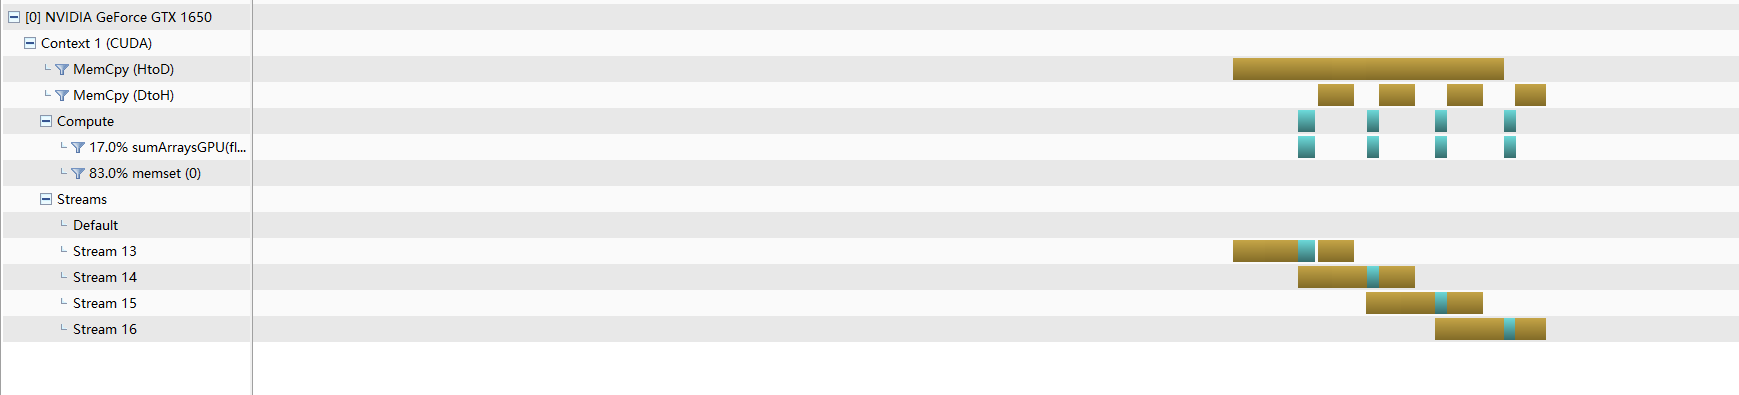 [0] NVIDIA GeForce GTX 1650
Context 1 (CUDA)
MemCpy (HtoD)
MemCpy (DtoH)
Compute
17.0% sumArraysGPU(fl...
83.0% memset (0)
Streams
Default
Stream 13
Stream 14
Stream 15
Stream 16